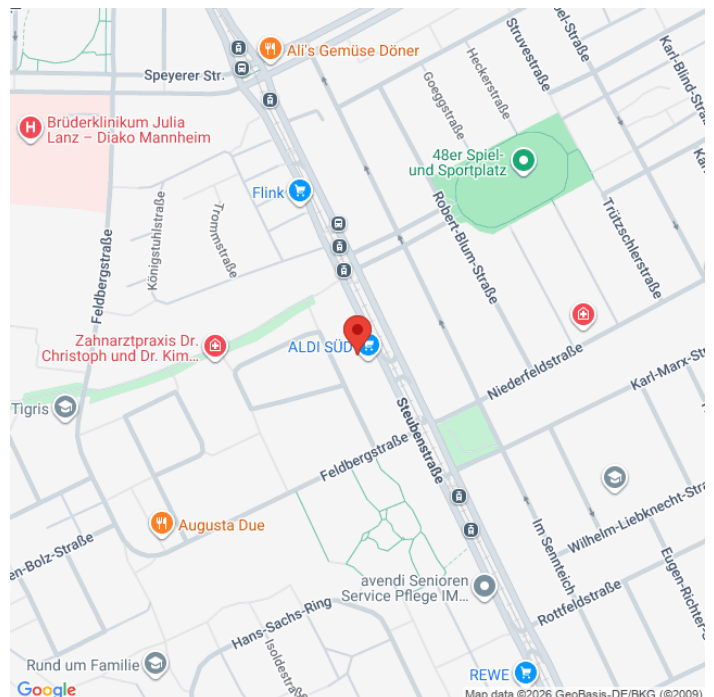 Ali's Gemüse Döner
Speyerer Str.
Struvestraße
Heckerstraße
Goeggstraße
Karl-Blind-Straße
Brüderklinikum Julia
Lanz – Diako Mannheim
48er Spiel-
und Sportplatz
Flink
Trommstraße
Königstuhlstraße
Feldbergstraße
Robert-Blum-Straße
Trützschlerstraße
Zahnarztpraxis Dr.
Christoph und Dr. Kim...
ALDI SÜD
Niederfeldstraße
Karl-Marx-St
Tigris
Steubenstraße
Feldbergstraße
Augusta Due
Im Sennteich
Wilhelm-Liebknecht-Str
en-Bolz-Straße
Eugen-Richter-
avendi Senioren
Service Pflege IM...
Rottfeldstraße
Hans-Sachs-Ring
Isoldestraße
Rund um Familie
REWE
Google
Map data ©2026 GeoBasis-DE/BKG (©2009)